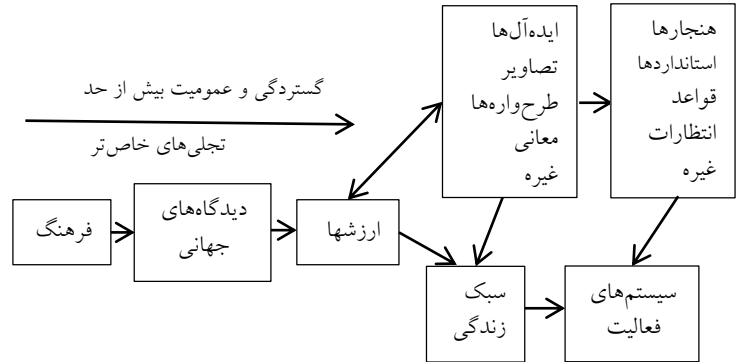 گستردگی و عمومیت بیش از حد
تجلی‌های خاص‌تر
فرهنگ
دیدگاه‌های
جهانی
ارزشها
ایده‌آل‌ها
تصاویر
طرح‌واره‌ها
معانی
غیره
هنجارها
استانداردها
قواعد
انتظارات
غیره
سبک
زندگی
سیستم‌های
فعالیت